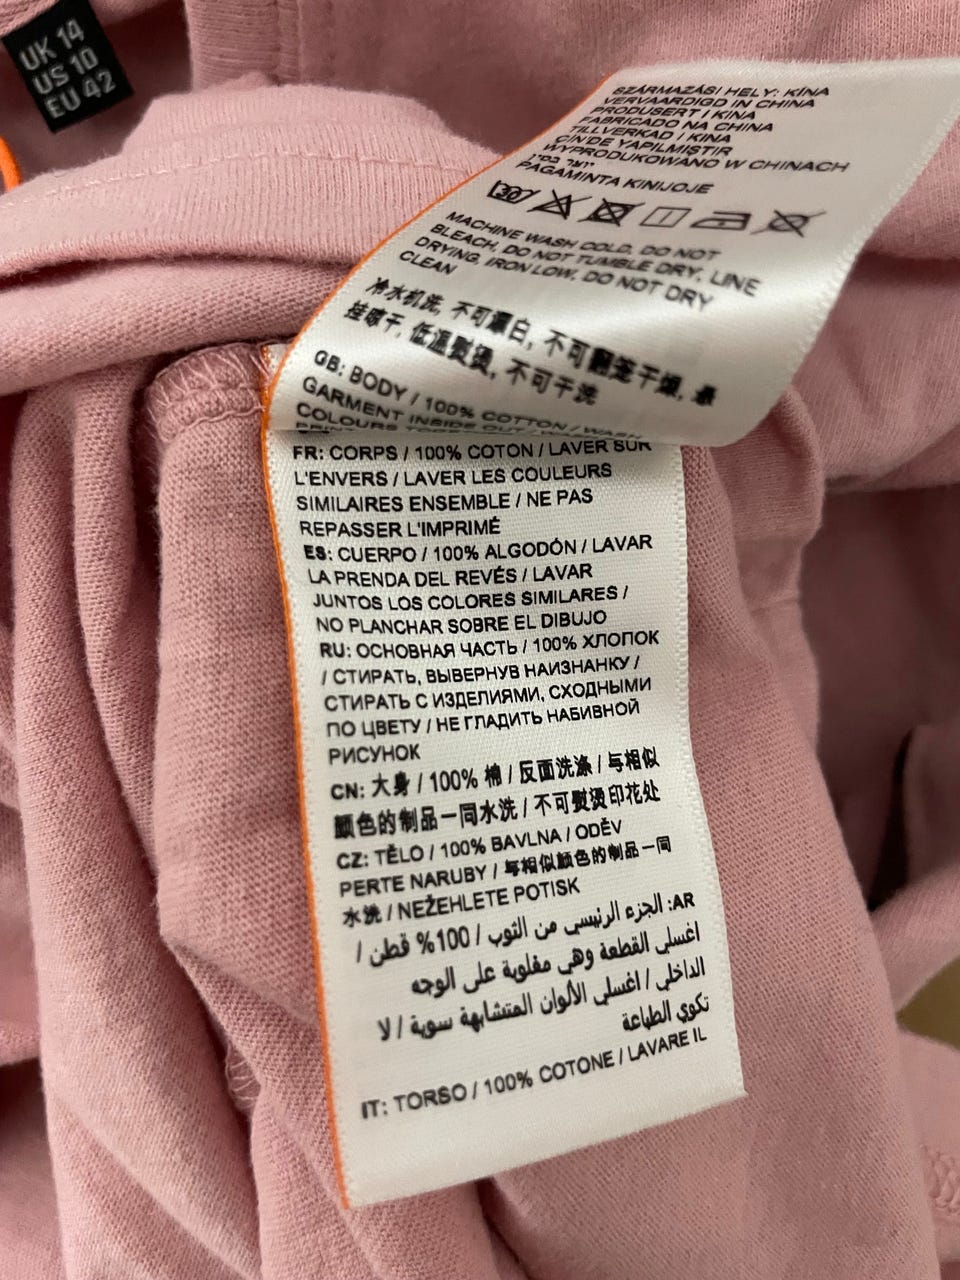 UK 14
US 10
EU 42
SZÁRMAZÁSI HELY: KÍNA
VERVAARDIGD IN CHINA
PRODUSERT I KINA
FABRICADO NA CHINA
TILLVERKAD I KINA
ÇİN'DE YAPILMIŞTIR
WYPRODUKOWANO W CHINACH
PAGAMINTA KINIJOJE
30
MACHINE WASH COLD, DO NOT
BLEACH, DO NOT TUMBLE DRY, LINE
DRYING, IRON LOW, DO NOT DRY
CLEAN
冷水机洗, 不可漂白, 不可翻笼干燥, 悬
挂晾干, 低温熨烫, 不可干洗
GB: BODY / 100% COTTON / WASH
GARMENT INSIDE OUT /
COLOURS
FR: CORPS / 100% COTON / LAVER SUR
L'ENVERS / LAVER LES COULEURS
SIMILAIRES ENSEMBLE / NE PAS
REPASSER L'IMPRIMÉ
ES: CUERPO / 100% ALGODÓN / LAVAR
LA PRENDA DEL REVÉS / LAVAR
JUNTOS LOS COLORES SIMILARES /
NO PLANCHAR SOBRE EL DIBUJO
RU: ОСНОВНАЯ ЧАСТЬ / 100% ХЛОПОК
/ СТИРАТЬ, ВЫВЕРНУВ НАИЗНАНКУ /
СТИРАТЬ С ИЗДЕЛИЯМИ, СХОДНЫМИ
ПО ЦВЕТУ / НЕ ГЛАДИТЬ НАБИВНОЙ
РИСУНОК
CN: 大身 / 100% 棉 / 反面洗涤 / 与相似
颜色的制品一同水洗 / 不可熨烫印花处
CZ: TĚLO / 100% BAVLNA / ODĚV
PERTE NARUBY / 与相似颜色的制品一同
水洗 / NEŽEHLETE POTISK
AR: الجزء الرئيسي من الثوب / 100% قطن /
اغسلي القطعة وهي مقلوبة على الوجه
الداخلي / اغسلي الألوان المتشابهة سوية / لا
تكوي الطباعة
IT: TORSO / 100% COTONE / LAVARE IL